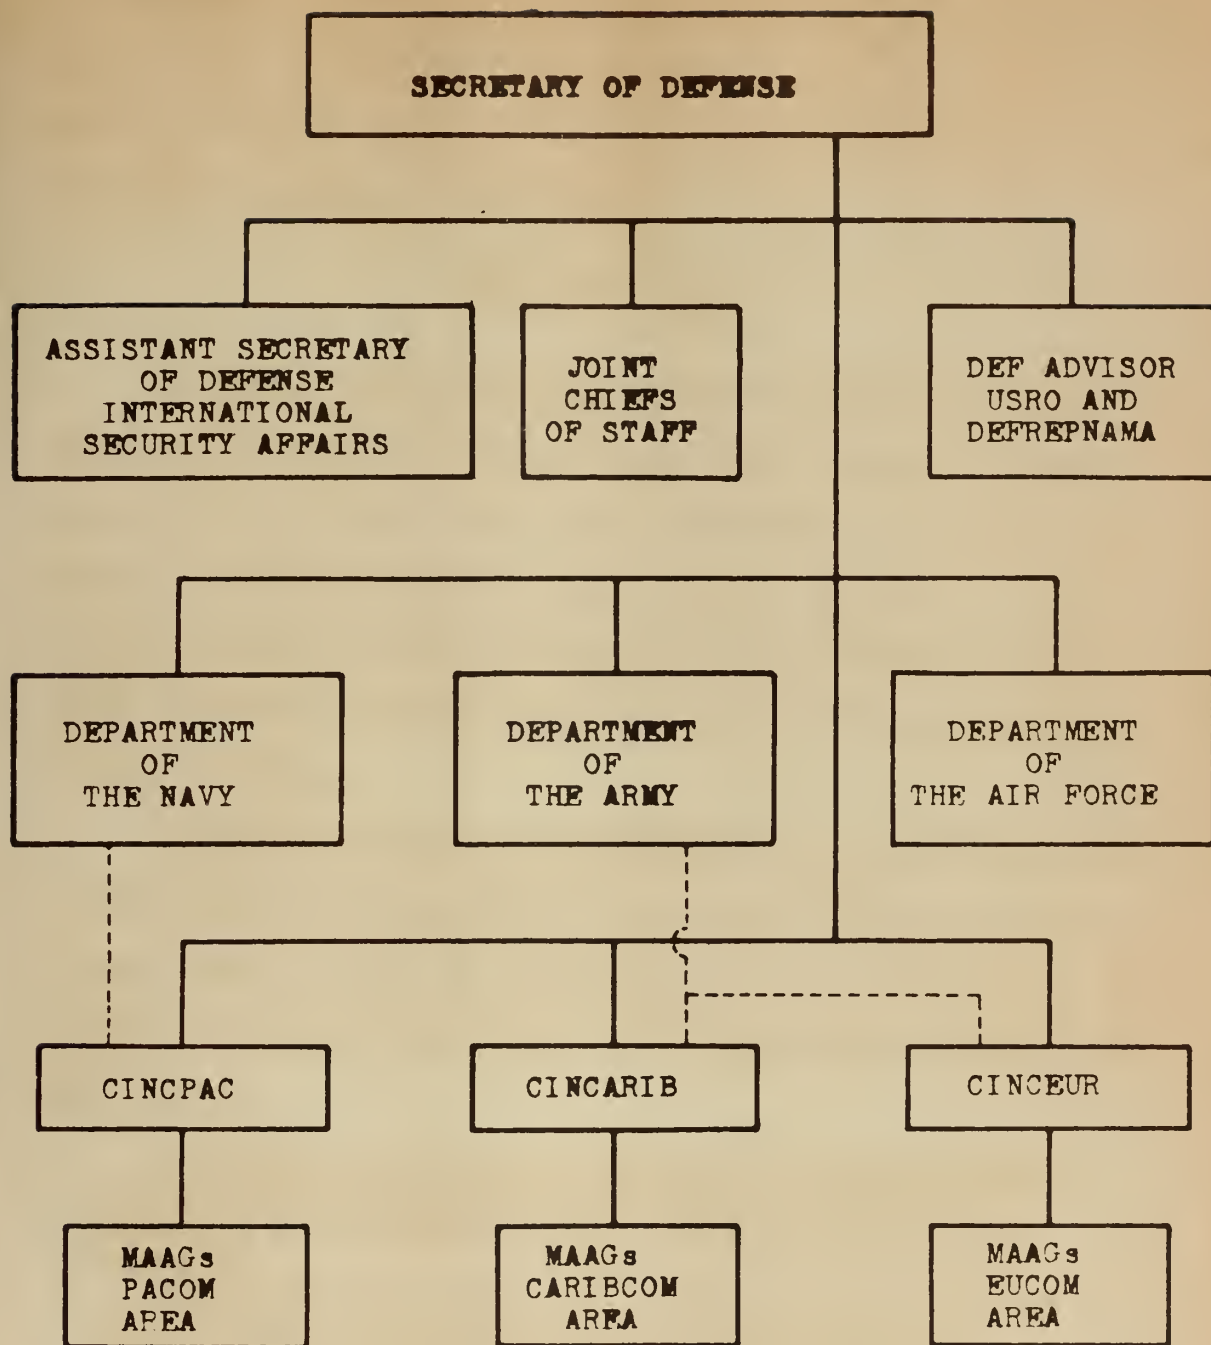 SECRETARY OF DEFENSE
ASSISTANT SECRETARY
OF DEFENSE
INTERNATIONAL
SECURITY AFFAIRS
JOINT
CHIEFS
OF STAFF
DEF ADVISOR
USRO AND
DEFREPNAMA
DEPARTMENT
OF
THE NAVY
DEPARTMENT
OF
THE ARMY
DEPARTMENT
OF
THE AIR FORCE
CINCPAC
CINCARIB
CINCEUR
MAAGs
PACOM
AREA
MAAGs
CARIBCOM
AREA
MAAGs
EUCOM
AREA